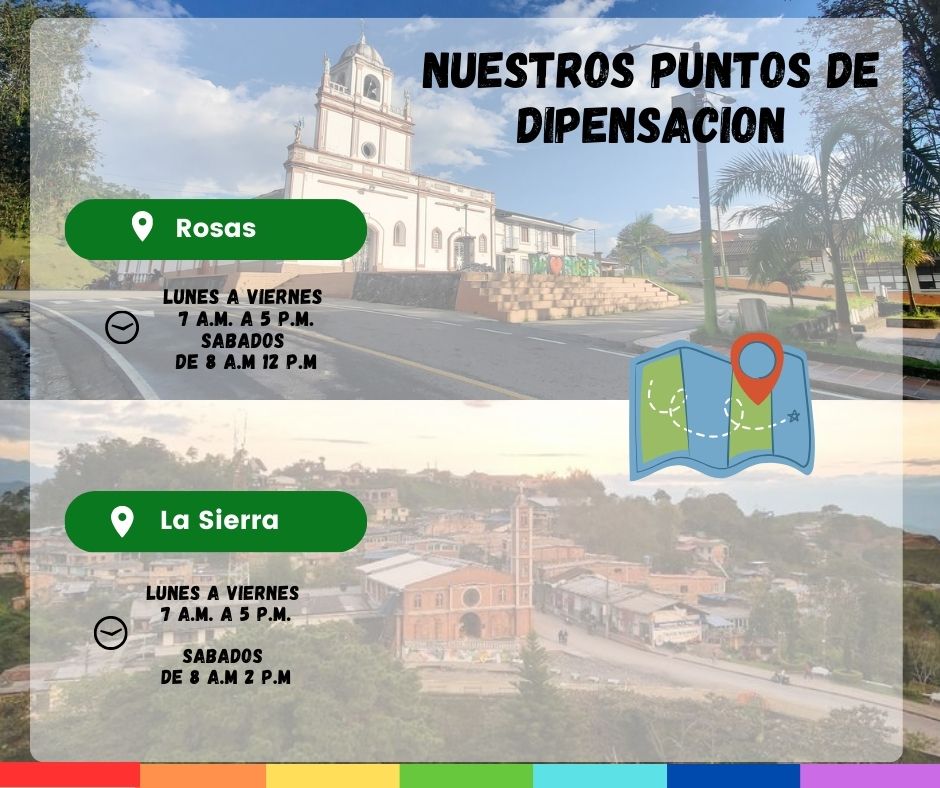 NUESTROS PUNTOS DE
DIPENSACION
Rosas
LUNES A VIERNES
7 A.M. A 5 P.M.
SABADOS
DE 8 A.M 12 P.M
La Sierra
LUNES A VIERNES
7 A.M. A 5 P.M.
SABADOS
DE 8 A.M 2 P.M